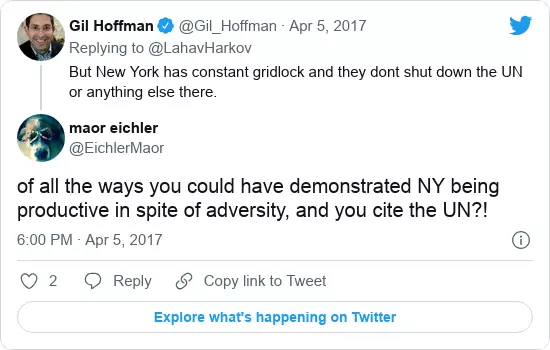 Gil Hoffman @Gil_Hoffman · Apr 5, 2017
Replying to @LahavHarkov
But New York has constant gridlock and they dont shut down the UN
or anything else there.
maor eichler
@EichlerMaor
of all the ways you could have demonstrated NY being
productive in spite of adversity, and you cite the UN?!
6:00 PM · Apr 5, 2017
2 Reply Copy link to Tweet
Explore what's happening on Twitter